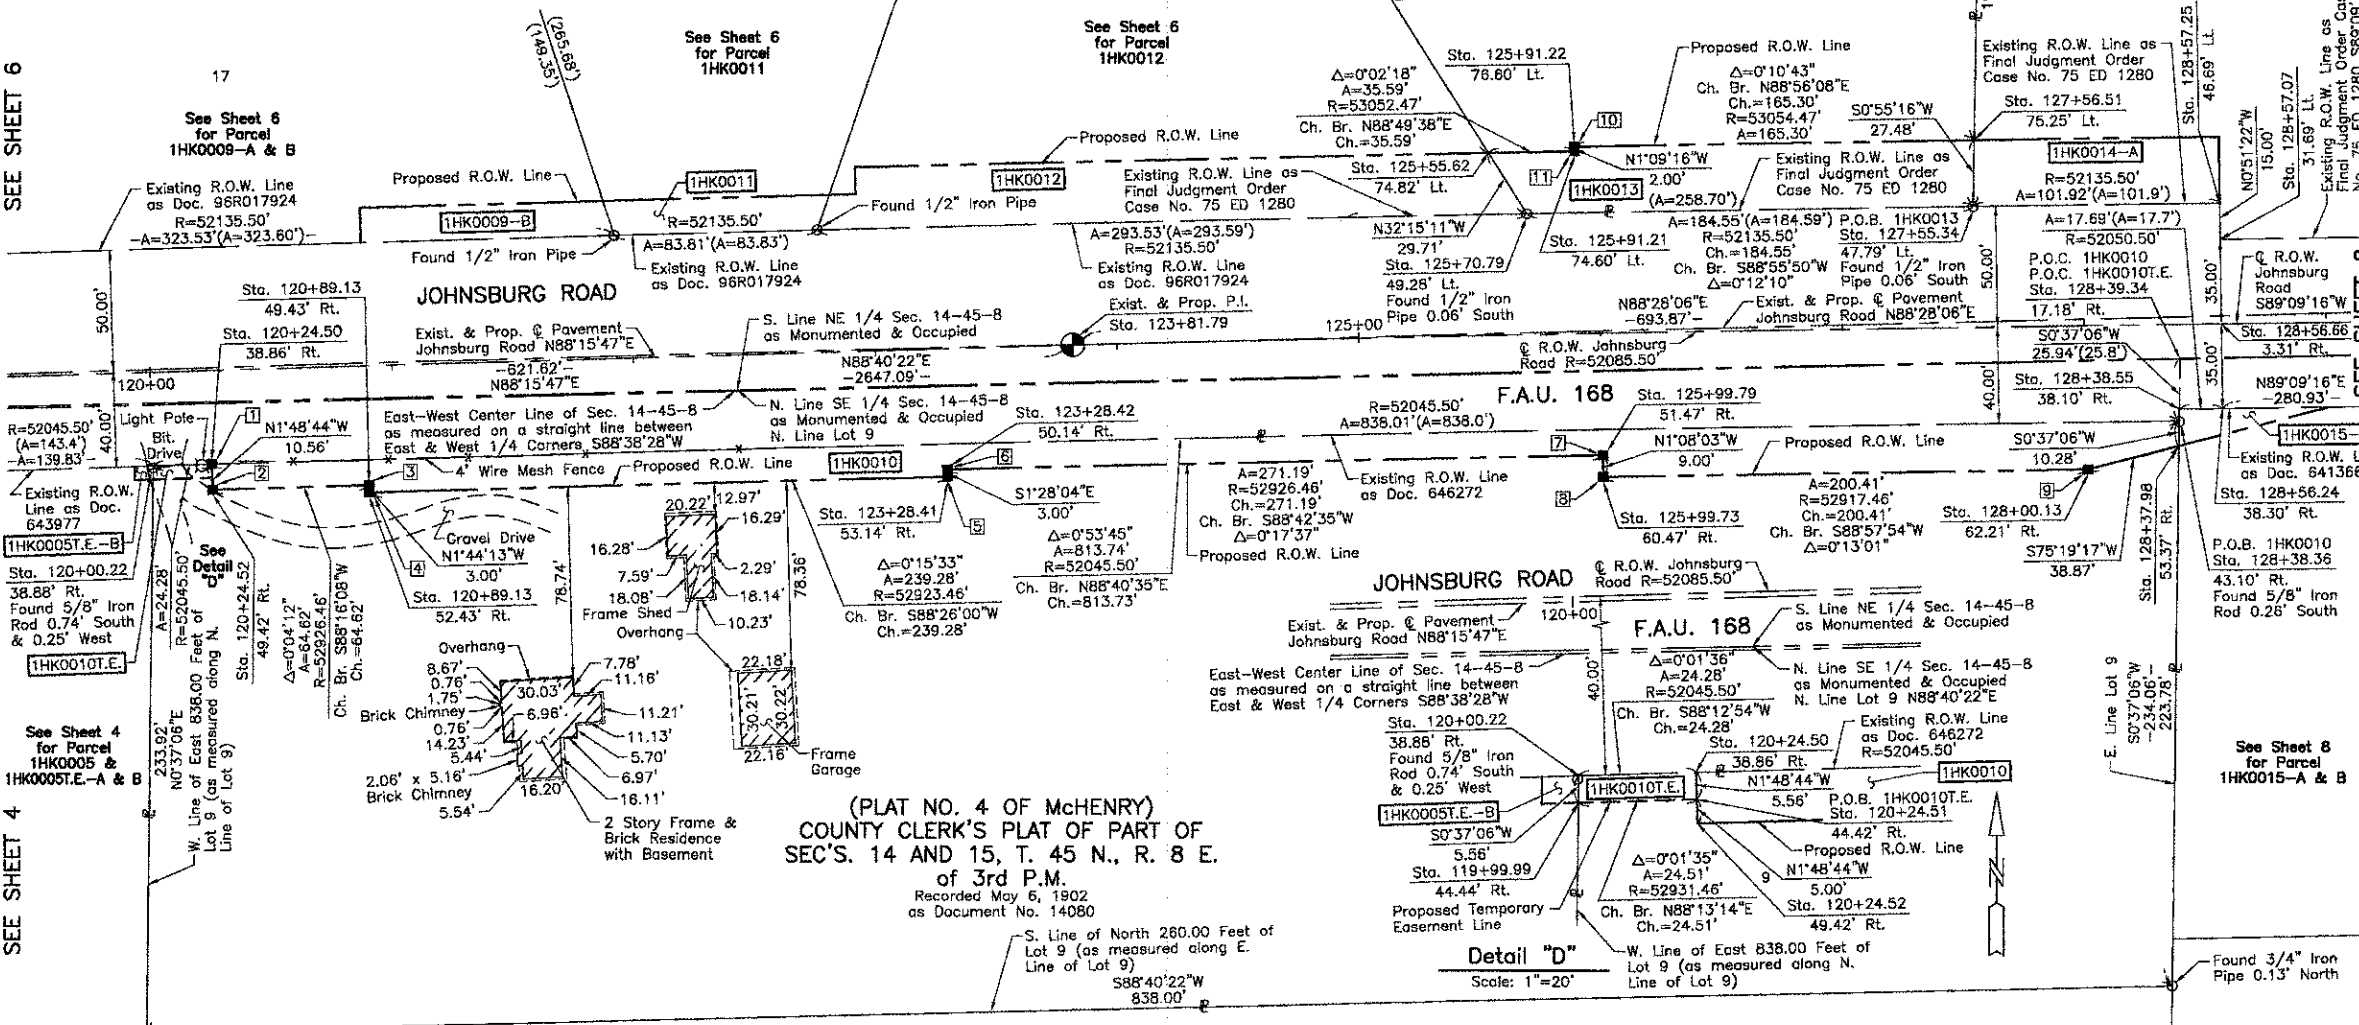 SEE SHEET 6
17
See Sheet 6
for Parcel
1HK0009-A & B
Existing R.O.W. Line
as Doc. 96R017924
R=52135.50'
-A=323.53'(A=323.60')-
Proposed R.O.W. Line
1HK0009-B
Found 1/2" Iron Pipe
(265.68')
(149.35')
See Sheet 6
for Parcel
1HK0011
1HK0011
R=52135.50'
A=83.81'(A=83.83')
Existing R.O.W. Line
as Doc. 96R017924
Found 1/2" Iron Pipe
See Sheet 6
for Parcel
1HK0012
Proposed R.O.W. Line
1HK0012
Existing R.O.W. Line as
Final Judgment Order
Case No. 75 ED 1280
A=293.53'(A=293.59')
R=52135.50'
Existing R.O.W. Line
as Doc. 96R017924
Δ=0°02'18"
A=35.59'
R=53052.47'
Ch. Br. N88°49'38"E
Ch.=35.59'
Sta. 125+55.62
74.82' Lt.
Sta. 125+91.22
76.60' Lt.
10
11
N1°09'16"W
2.00'
1HK0013
(A=258.70')
N32°15'11"W
29.71'
Sta. 125+70.79
49.28' Lt.
Found 1/2" Iron
Pipe 0.06' South
Sta. 125+91.21
74.60' Lt.
Proposed R.O.W. Line
Δ=0°10'43"
Ch. Br. N88°56'08"E
Ch.=165.30'
R=53054.47'
A=165.30'
S0°55'16"W
27.48'
Existing R.O.W. Line as
Final Judgment Order
Case No. 75 ED 1280
A=184.55'(A=184.59')
R=52135.50'
Ch.=184.55'
Ch. Br. S88°55'50"W
Δ=0°12'10"
P.O.B. 1HK0013
Sta. 127+55.34
47.79' Lt.
Found 1/2" Iron
Pipe 0.06' South
Existing R.O.W. Line as
Final Judgment Order
Case No. 75 ED 1280
Sta. 127+56.51
75.25' Lt.
1HK0014-A
R=52135.50'
A=101.92'(A=101.9')
A=17.69'(A=17.7')
R=52050.50'
P.O.C. 1HK0010
P.O.C. 1HK0010T.E.
Sta. 128+39.34
17.18' Rt.
Sta. 128+57.25
46.69' Lt.
N0°51'22"W
15.00'
Sta. 128+57.07
31.69' Lt.
Existing R.O.W. Line as
Final Judgment Order
℄ R.O.W.
Johnsburg
Road
S89°09'16"W
Sta. 128+56.66
3.31' Rt.
50.00'
35.00'
35.00'
40.00'
S0°37'06"W
25.94'(25.8')
Sta. 128+38.55
38.10' Rt.
N89°09'16"E
-280.93'-
50.00'
40.00'
JOHNSBURG ROAD
Sta. 120+89.13
49.43' Rt.
Sta. 120+24.50
38.86' Rt.
120+00
Exist. & Prop. ℄ Pavement
Johnsburg Road N88°15'47"E
-621.62'-
N88°15'47"E
S. Line NE 1/4 Sec. 14-45-8
as Monumented & Occupied
N88°40'22"E
-2647.09'-
Exist. & Prop. P.I.
Sta. 123+81.79
125+00
N88°28'06"E
-693.87'-
Exist. & Prop. ℄ Pavement
Johnsburg Road N88°28'06"E
℄ R.O.W. Johnsburg
Road R=52085.50'
F.A.U. 168
R=52045.50'
(A=143.4')
-A=139.83'-
Light Pole
Bit.
Drive
1
2
3
4
N1°48'44"W
10.56'
East-West Center Line of Sec. 14-45-8
as measured on a straight line between
East & West 1/4 Corners S88°38'28"W
4' Wire Mesh Fence
N. Line SE 1/4 Sec. 14-45-8
as Monumented & Occupied
N. Line Lot 9
Proposed R.O.W. Line
1HK0010
Sta. 123+28.42
50.14' Rt.
6
5
S1°28'04"E
3.00'
Sta. 123+28.41
53.14' Rt.
R=52045.50'
A=838.01'(A=838.0')
Existing R.O.W. Line
as Doc. 646272
A=271.19'
R=52926.46'
Ch.=271.19'
Ch. Br. S88°42'35"W
Δ=0°17'37"
Proposed R.O.W. Line
Sta. 125+99.79
51.47' Rt.
7
8
N1°08'03"W
9.00'
Sta. 125+99.73
60.47' Rt.
Proposed R.O.W. Line
A=200.41'
R=52917.46'
Ch.=200.41'
Ch. Br. S88°57'54"W
Δ=0°13'01"
S0°37'06"W
10.28'
9
Sta. 128+00.13
62.21' Rt.
S75°19'17"W
38.87'
Sta. 128+37.98
53.37' Rt.
1HK0015-
Existing R.O.W. L
as Doc. 641366
Sta. 128+56.24
38.30' Rt.
P.O.B. 1HK0010
Sta. 128+38.36
43.10' Rt.
Found 5/8" Iron
Rod 0.26' South
Existing R.O.W.
Line as Doc.
643977
1HK0005T.E.-B
Sta. 120+00.22
38.88' Rt.
Found 5/8" Iron
Rod 0.74' South
& 0.25' West
1HK0010T.E.
A=24.28'
R=52045.50'
See
Detail
"D"
Sta. 120+24.52
49.42' Rt.
Δ=0°04'12"
A=64.62'
R=52926.46'
Ch. Br. S88°16'08"W
Ch.=64.62'
Gravel Drive
N1°44'13"W
3.00'
Sta. 120+89.13
52.43' Rt.
78.74'
20.22'
12.97'
16.29'
16.28'
7.59'
2.29'
18.08'
18.14'
10.23'
Frame Shed
Overhang
78.36'
Δ=0°15'33"
A=239.28'
R=52923.46'
Ch. Br. S88°26'00"W
Ch.=239.28'
Δ=0°53'45"
A=813.74'
R=52045.50'
Ch. Br. N88°40'35"E
Ch.=813.73'
See Sheet 4
for Parcel
1HK0005 &
1HK0005T.E.-A & B
SEE SHEET 4
233.92'
N0°37'06"E
W. Line of East 838.00 Feet of
Lot 9 (as measured along N.
Line of Lot 9)
Overhang
8.67'
0.76'
1.75'
Brick Chimney
0.76'
14.23'
5.44'
2.06' x 5.16'
Brick Chimney
5.54'
30.03'
6.96'
16.20'
7.78'
11.16'
11.21'
11.13'
5.70'
6.97'
16.11'
2 Story Frame &
Brick Residence
with Basement
22.18'
30.21'
30.22'
22.16'
Frame
Garage
(PLAT NO. 4 OF McHENRY)
COUNTY CLERK'S PLAT OF PART OF
SEC'S. 14 AND 15, T. 45 N., R. 8 E.
of 3rd P.M.
Recorded May 6, 1902
as Document No. 14080
S. Line of North 260.00 Feet of
Lot 9 (as measured along E.
Line of Lot 9)
S88°40'22"W
838.00'
JOHNSBURG ROAD
℄ R.O.W. Johnsburg
Road R=52085.50'
Exist. & Prop. ℄ Pavement
Johnsburg Road N88°15'47"E
120+00
F.A.U. 168
S. Line NE 1/4 Sec. 14-45-8
as Monumented & Occupied
East-West Center Line of Sec. 14-45-8
as measured on a straight line between
East & West 1/4 Corners S88°38'28"W
40.00'
Δ=0°01'36"
A=24.28'
R=52045.50'
Ch. Br. S88°12'54"W
Ch.=24.28'
N. Line SE 1/4 Sec. 14-45-8
as Monumented & Occupied
N. Line Lot 9 N88°40'22"E
Sta. 120+00.22
38.88' Rt.
Found 5/8" Iron
Rod 0.74' South
& 0.25' West
1HK0005T.E.-B
S0°37'06"W
5.56'
Sta. 119+99.99
44.44' Rt.
Proposed Temporary
Easement Line
1HK0010T.E.
Sta. 120+24.50
38.86' Rt.
N1°48'44"W
5.56'
Existing R.O.W. Line
as Doc. 646272
R=52045.50'
1HK0010
P.O.B. 1HK0010T.E.
Sta. 120+24.51
44.42' Rt.
Proposed R.O.W. Line
Δ=0°01'35"
A=24.51'
R=52931.46'
Ch. Br. N88°13'14"E
Ch.=24.51'
9
N1°48'44"W
5.00'
Sta. 120+24.52
49.42' Rt.
Detail "D"
Scale: 1"=20'
W. Line of East 838.00 Feet of
Lot 9 (as measured along N.
Line of Lot 9)
N
E. Line Lot 9
S0°37'06"W
-234.06'-
223.78'
See Sheet 8
for Parcel
1HK0015-A & B
Found 3/4" Iron
Pipe 0.13' North